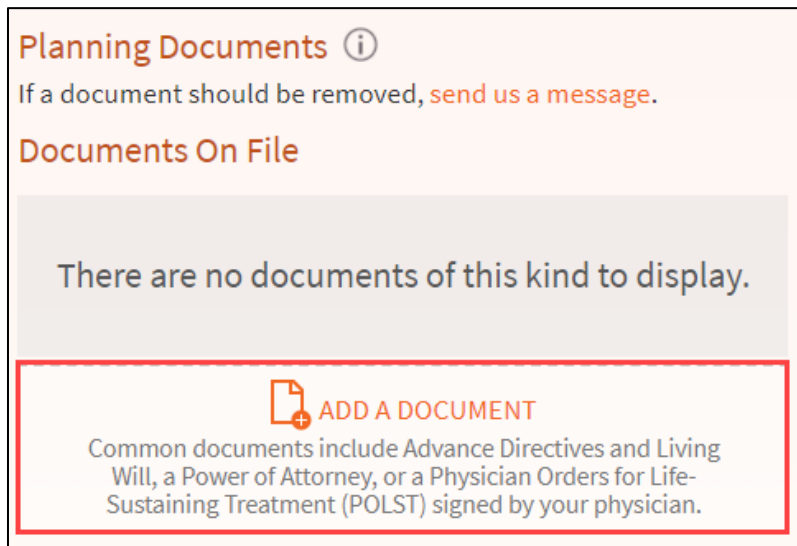 Planning Documents
If a document should be removed, send us a message.
Documents On File
There are no documents of this kind to display.
ADD A DOCUMENT
Common documents include Advance Directives and Living
Will, a Power of Attorney, or a Physician Orders for Life-
Sustaining Treatment (POLST) signed by your physician.